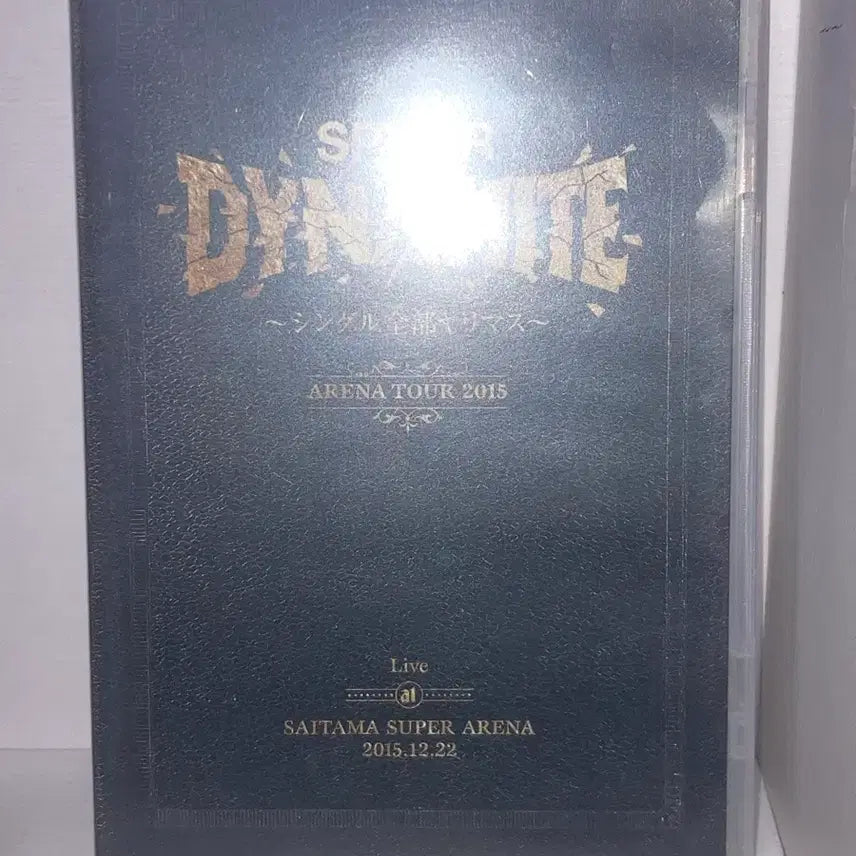 ~シングル全部ヤリマス~
ARENA TOUR 2015
Live
at
SAITAMA SUPER ARENA
2015.12.22